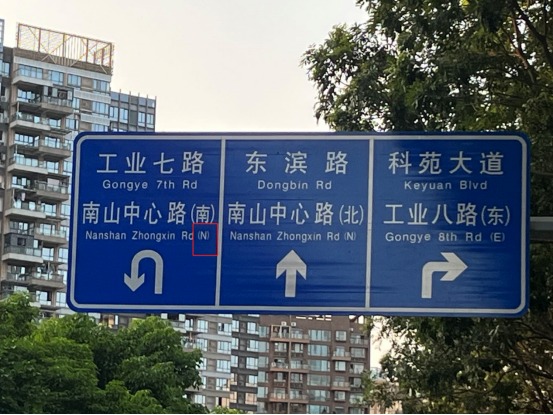 工业七路
Gongye 7th Rd
南山中心路(南)
Nanshan Zhongxin Rd (N)
东滨路
Dongbin Rd
南山中心路(北)
Nanshan Zhongxin Rd (N)
科苑大道
Keyuan Blvd
工业八路(东)
Gongye 8th Rd (E)